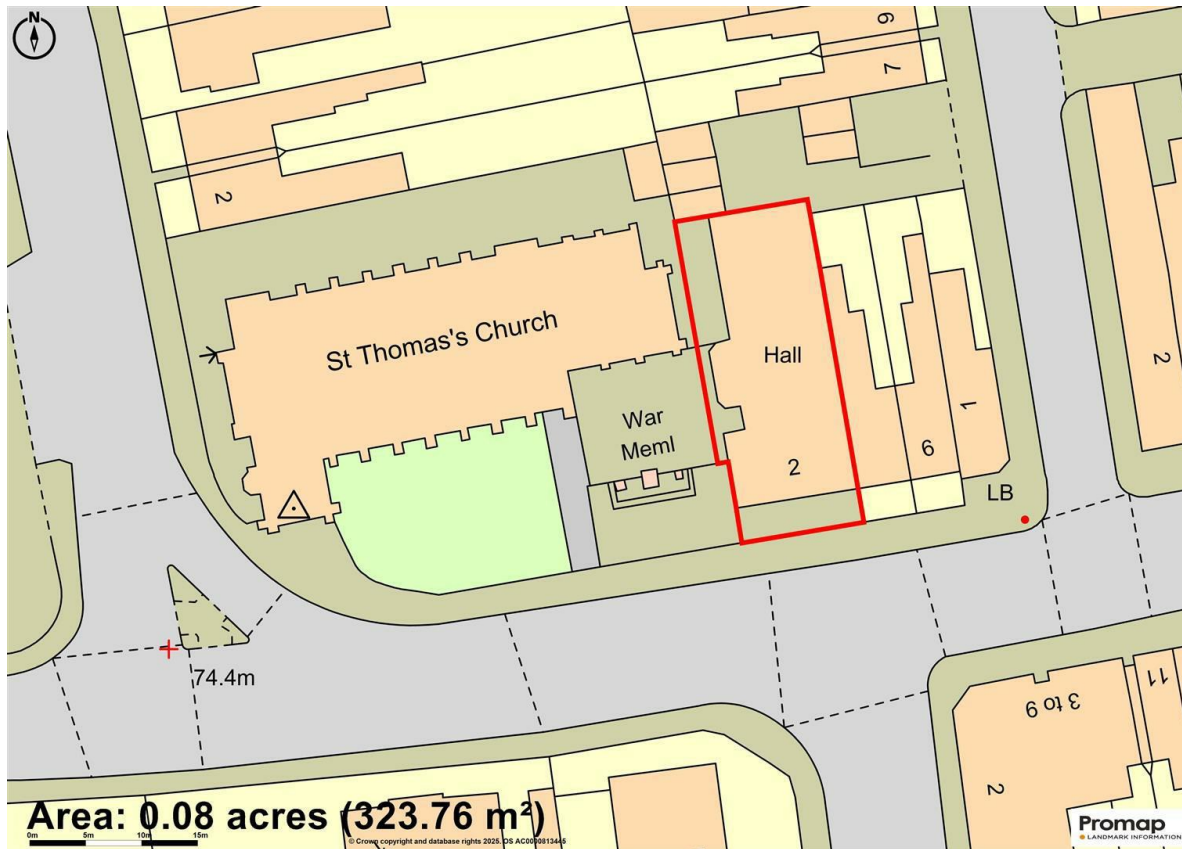 N
6
7
2
St Thomas's Church
Hall
War
Meml
2
6
1
LB
2
74.4m
3 to 9
11
2
Area: 0.08 acres (323.76 m²)
0m 5m 10m 15m
© Crown copyright and database rights 2025. OS AC0000813445
Promap
LANDMARK INFORMATION